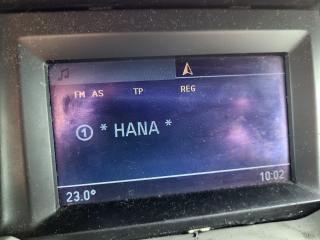 FM AS TP REG
1 * HANA *
23.0° 10:02